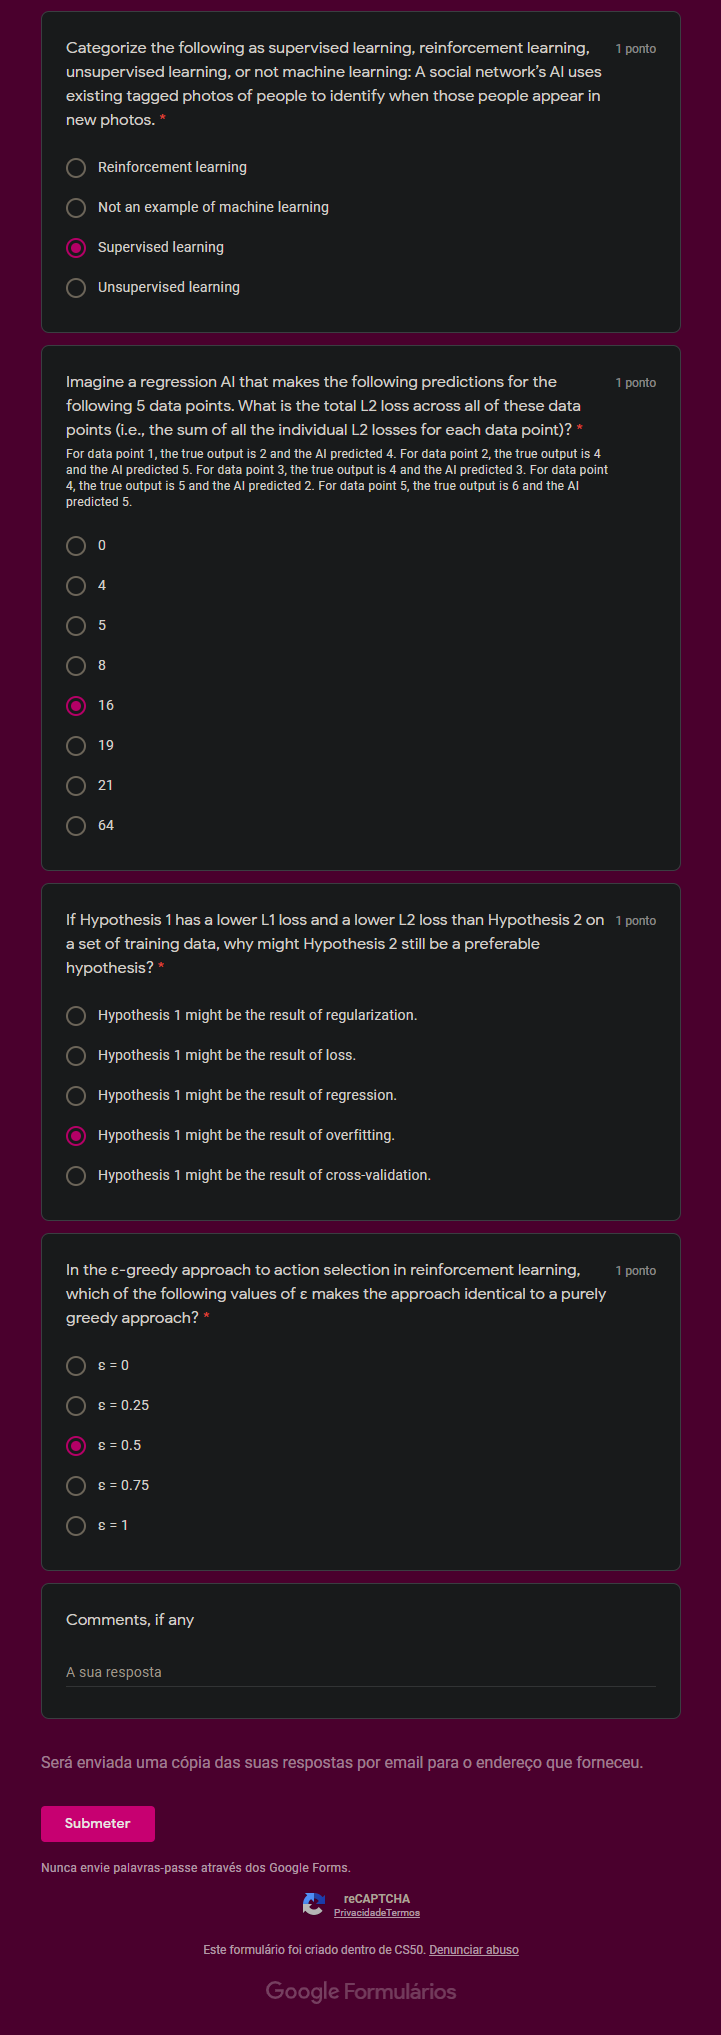 Categorize the following as supervised learning, reinforcement learning, 1 ponto
unsupervised learning, or not machine learning: A social network’s AI uses
existing tagged photos of people to identify when those people appear in
new photos. *
Reinforcement learning
Not an example of machine learning
Supervised learning
Unsupervised learning
Imagine a regression AI that makes the following predictions for the 1 ponto
following 5 data points. What is the total L2 loss across all of these data
points (i.e., the sum of all the individual L2 losses for each data point)? *
For data point 1, the true output is 2 and the AI predicted 4. For data point 2, the true output is 4
and the AI predicted 5. For data point 3, the true output is 4 and the AI predicted 3. For data point
4, the true output is 5 and the AI predicted 2. For data point 5, the true output is 6 and the AI
predicted 5.
0
4
5
8
16
19
21
64
If Hypothesis 1 has a lower L1 loss and a lower L2 loss than Hypothesis 2 on 1 ponto
a set of training data, why might Hypothesis 2 still be a preferable
hypothesis? *
Hypothesis 1 might be the result of regularization.
Hypothesis 1 might be the result of loss.
Hypothesis 1 might be the result of regression.
Hypothesis 1 might be the result of overfitting.
Hypothesis 1 might be the result of cross-validation.
In the ε-greedy approach to action selection in reinforcement learning, 1 ponto
which of the following values of ε makes the approach identical to a purely
greedy approach? *
ε = 0
ε = 0.25
ε = 0.5
ε = 0.75
ε = 1
Comments, if any
A sua resposta
Será enviada uma cópia das suas respostas por email para o endereço que forneceu.
Submeter
Nunca envie palavras-passe através dos Google Forms.
reCAPTCHA
PrivacidadeTermos
Este formulário foi criado dentro de CS50. Denunciar abuso
Google Formulários